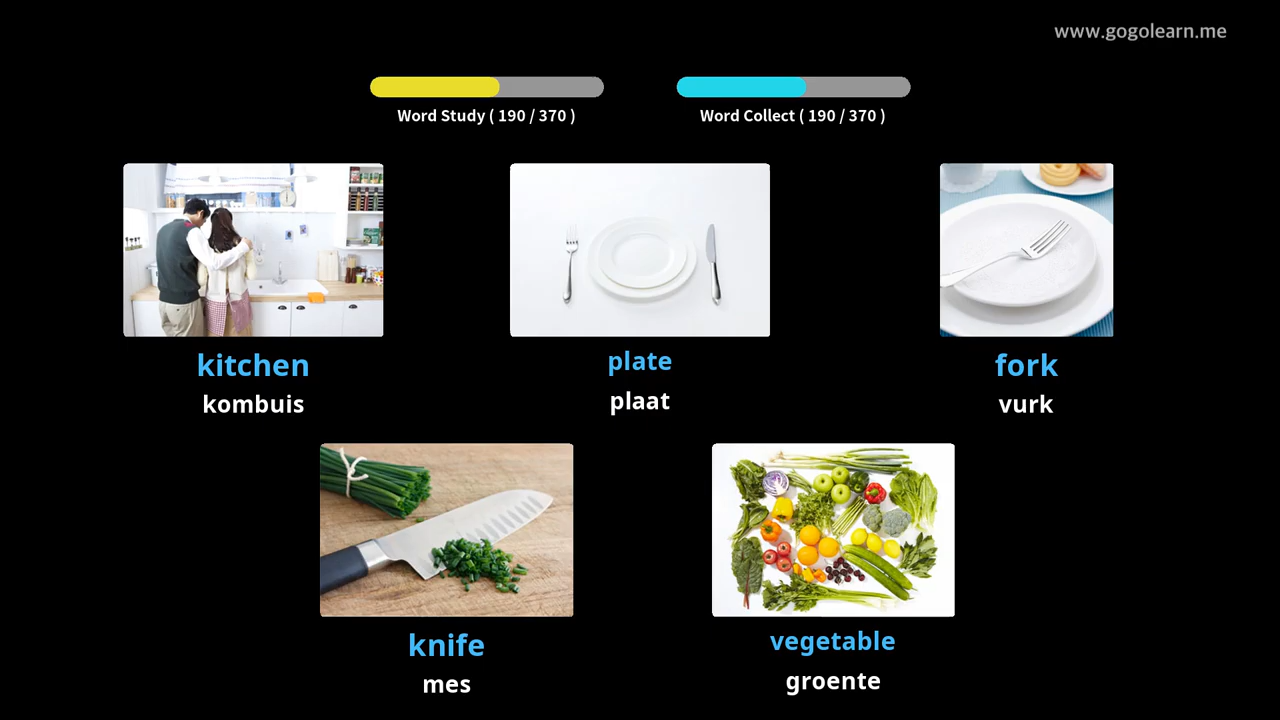 www.gogolearn.me
Word Study ( 190 / 370 )
Word Collect ( 190 / 370 )
kitchen
kombuis
plate
plaat
fork
vurk
knife
mes
vegetable
groente